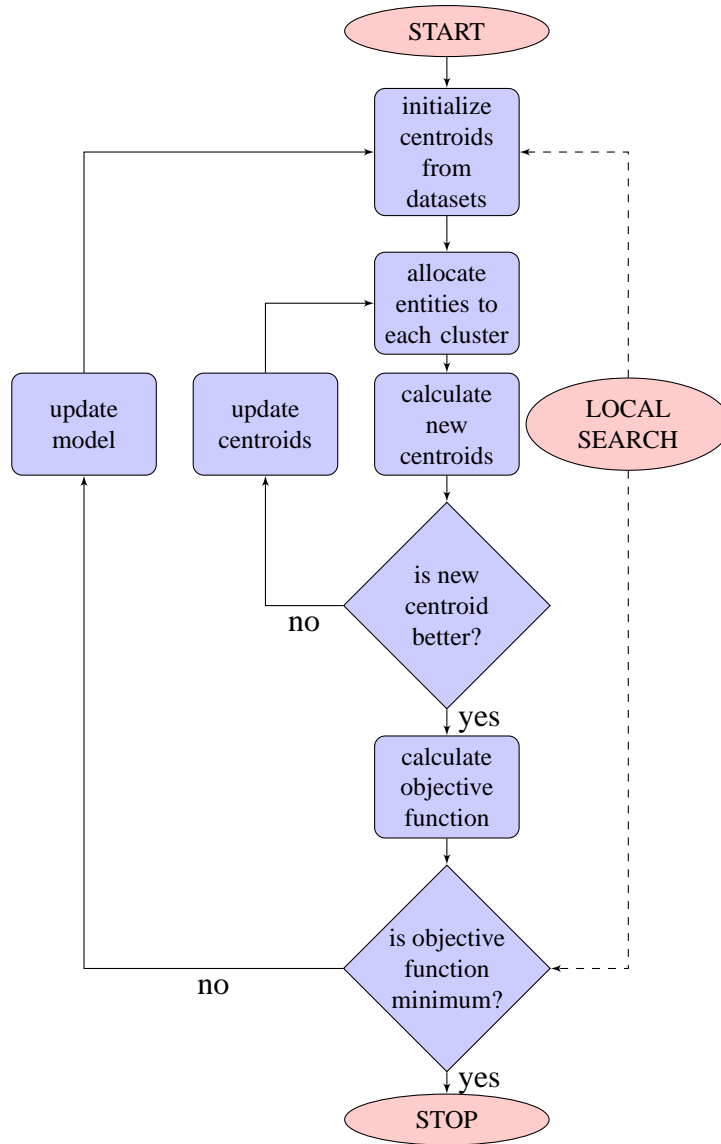 START
initialize
centroids
from
datasets
allocate
entities to
each cluster
update
model
update
centroids
calculate
new
centroids
LOCAL
SEARCH
is new
centroid
better?
no
yes
calculate
objective
function
is objective
function
minimum?
no
yes
STOP